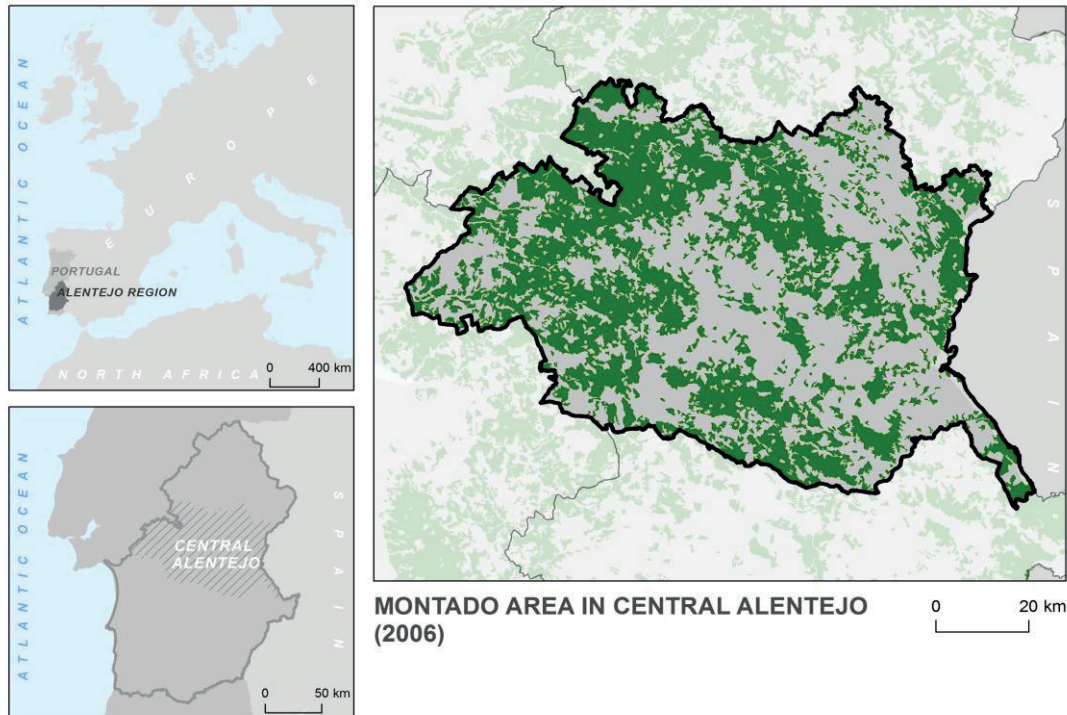 ATLANTIC OCEAN
EUROPE
PORTUGAL
ALENTEJO REGION
NORTH AFRICA
0 400 km
ATLANTIC OCEAN
SPAIN
CENTRAL
ALENTEJO
0 50 km
SPAIN
MONTADO AREA IN CENTRAL ALENTEJO
(2006)
0 20 km